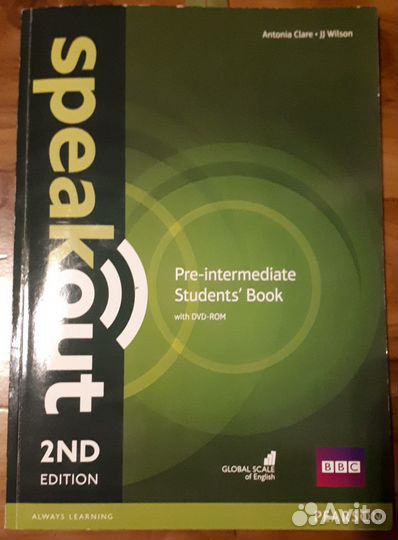 Antonia Clare • JJ Wilson
speakout
Pre-intermediate
Students' Book
with DVD-ROM
2ND
EDITION
GLOBAL SCALE
of English
BBC
ALWAYS LEARNING
PEARSON
Avito